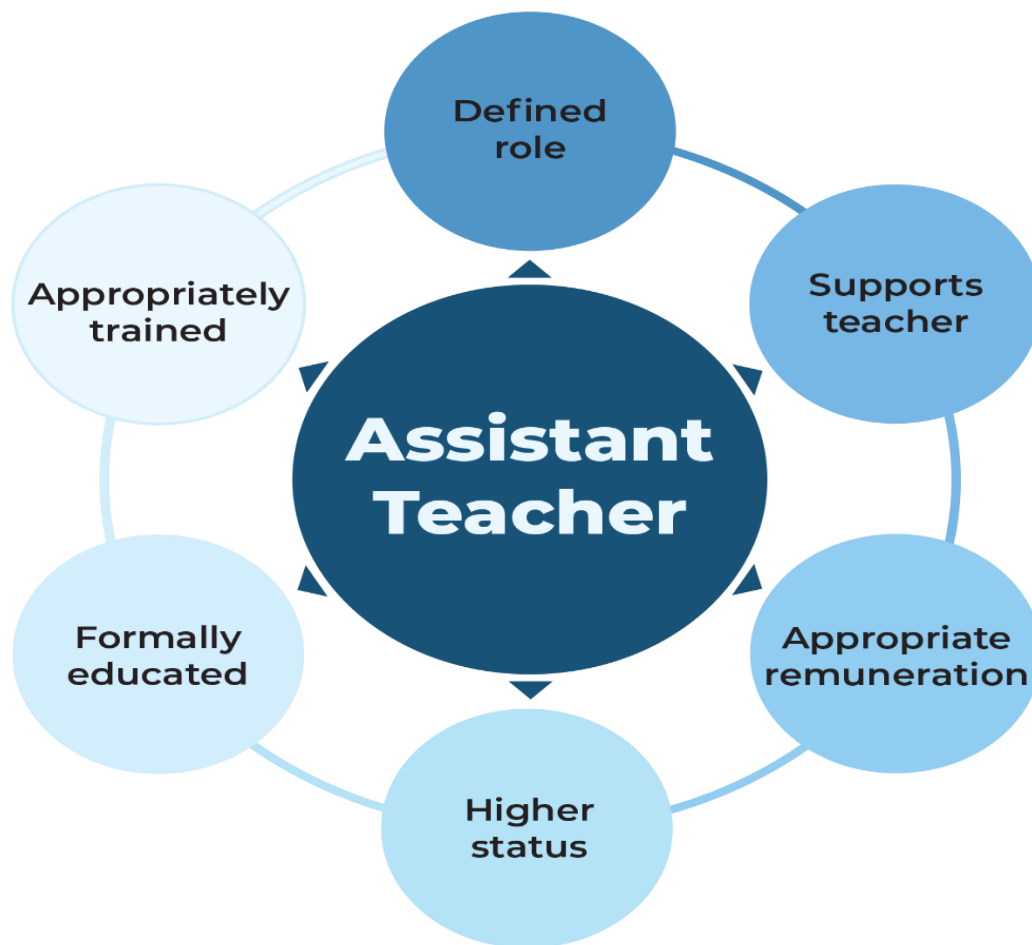 Defined
role
Supports
teacher
Appropriate
remuneration
Higher
status
Formally
educated
Appropriately
trained
Assistant
Teacher